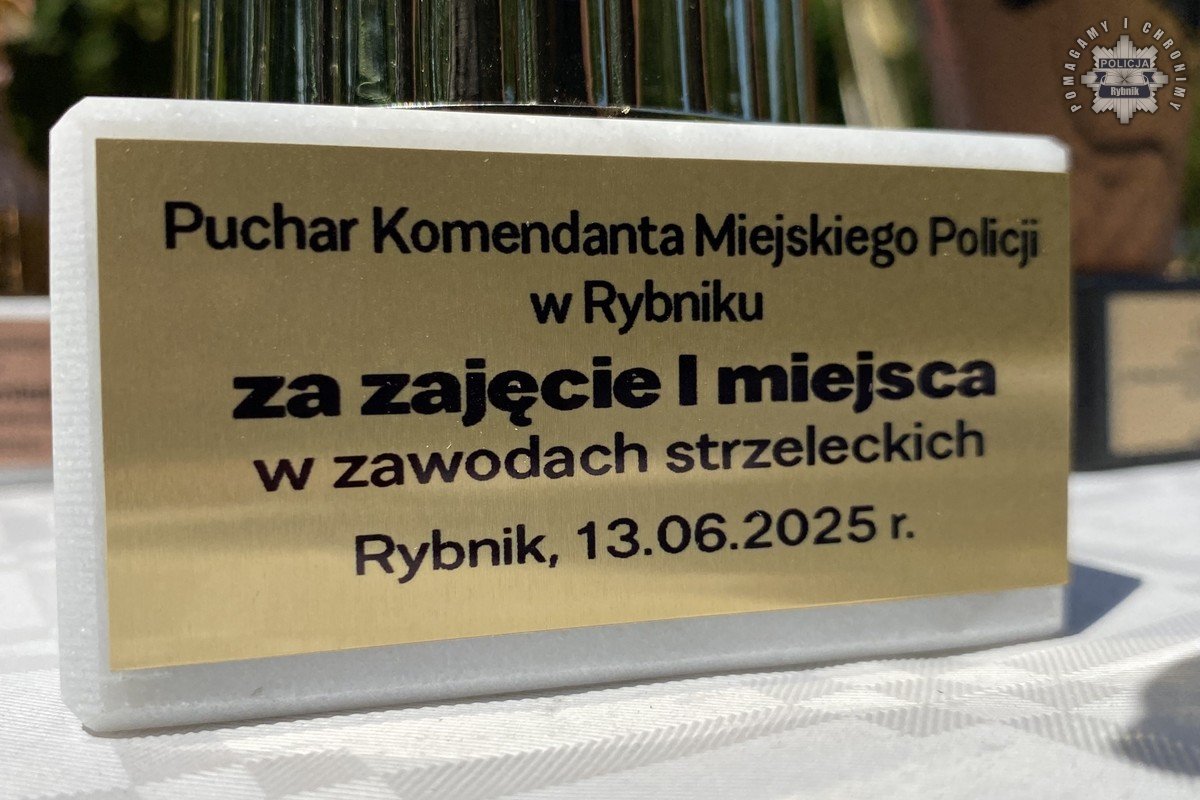 Puchar Komendanta Miejskiego Policji
w Rybniku
za zajęcie I miejsca
w zawodach strzeleckich
Rybnik, 13.06.2025 r.
POMAGAMY I CHRONIMY
POLICJA
Rybnik